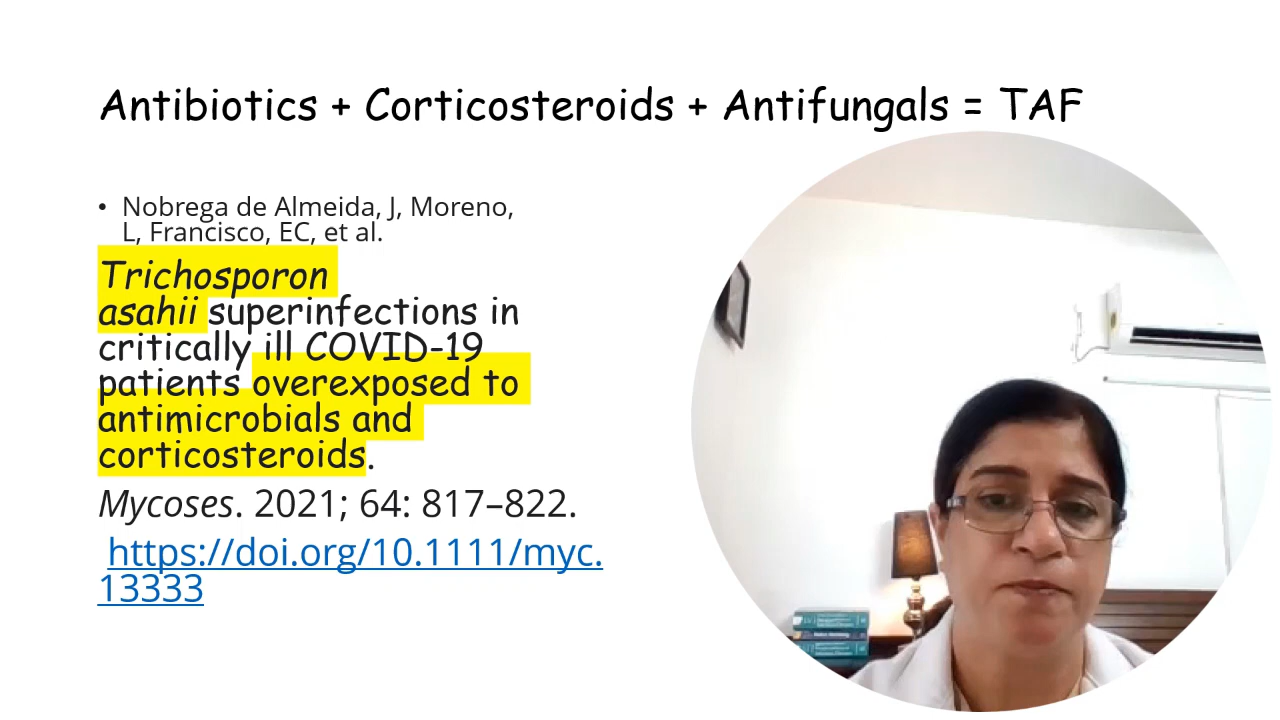 Antibiotics + Corticosteroids + Antifungals = TAF
• Nobrega de Almeida, J, Moreno,
L, Francisco, EC, et al.
Trichosporon
asahii superinfections in
critically ill COVID-19
patients overexposed to
antimicrobials and
corticosteroids.
Mycoses. 2021; 64: 817–822.
https://doi.org/10.1111/myc.
13333